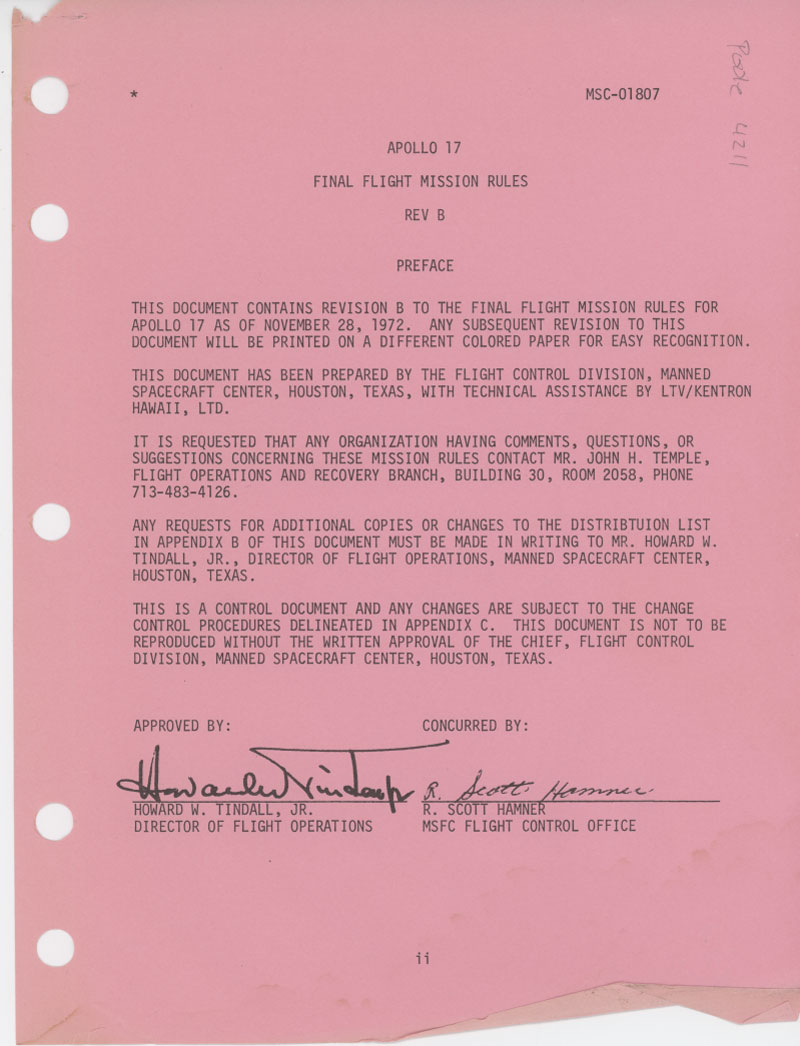 * MSC-01807
APOLLO 17
FINAL FLIGHT MISSION RULES
REV B
PREFACE
THIS DOCUMENT CONTAINS REVISION B TO THE FINAL FLIGHT MISSION RULES FOR
APOLLO 17 AS OF NOVEMBER 28, 1972. ANY SUBSEQUENT REVISION TO THIS
DOCUMENT WILL BE PRINTED ON A DIFFERENT COLORED PAPER FOR EASY RECOGNITION.
THIS DOCUMENT HAS BEEN PREPARED BY THE FLIGHT CONTROL DIVISION, MANNED
SPACECRAFT CENTER, HOUSTON, TEXAS, WITH TECHNICAL ASSISTANCE BY LTV/KENTRON
HAWAII, LTD.
IT IS REQUESTED THAT ANY ORGANIZATION HAVING COMMENTS, QUESTIONS, OR
SUGGESTIONS CONCERNING THESE MISSION RULES CONTACT MR. JOHN H. TEMPLE,
FLIGHT OPERATIONS AND RECOVERY BRANCH, BUILDING 30, ROOM 2058, PHONE
713-483-4126.
ANY REQUESTS FOR ADDITIONAL COPIES OR CHANGES TO THE DISTRIBTUION LIST
IN APPENDIX B OF THIS DOCUMENT MUST BE MADE IN WRITING TO MR. HOWARD W.
TINDALL, JR., DIRECTOR OF FLIGHT OPERATIONS, MANNED SPACECRAFT CENTER,
HOUSTON, TEXAS.
THIS IS A CONTROL DOCUMENT AND ANY CHANGES ARE SUBJECT TO THE CHANGE
CONTROL PROCEDURES DELINEATED IN APPENDIX C. THIS DOCUMENT IS NOT TO BE
REPRODUCED WITHOUT THE WRITTEN APPROVAL OF THE CHIEF, FLIGHT CONTROL
DIVISION, MANNED SPACECRAFT CENTER, HOUSTON, TEXAS.
APPROVED BY: CONCURRED BY:
Howard W Tindall Jr R. Scott Hamner
HOWARD W. TINDALL, JR. R. SCOTT HAMNER
DIRECTOR OF FLIGHT OPERATIONS MSFC FLIGHT CONTROL OFFICE
ii
4211